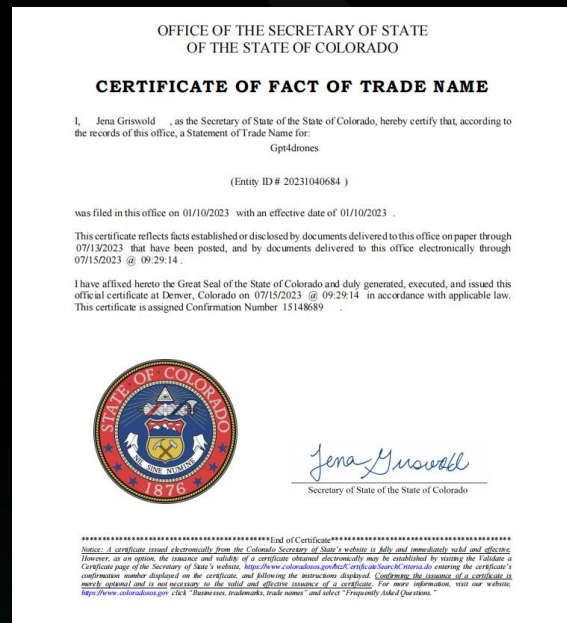 OFFICE OF THE SECRETARY OF STATE
OF THE STATE OF COLORADO
CERTIFICATE OF FACT OF TRADE NAME
I, Jena Griswold , as the Secretary of State of the State of Colorado, hereby certify that, according to
the records of this office, a Statement of Trade Name for:
Gpt4drones
(Entity ID # 20231040684 )
was filed in this office on 01/10/2023 with an effective date of 01/10/2023 .
This certificate reflects facts established or disclosed by documents delivered to this office on paper through
07/13/2023 that have been posted, and by documents delivered to this office electronically through
07/15/2023 @ 09:29:14 .
I have affixed hereto the Great Seal of the State of Colorado and duly generated, executed, and issued this
official certificate at Denver, Colorado on 07/15/2023 @ 09:29:14 in accordance with applicable law.
This certificate is assigned Confirmation Number 15148689 .
STATE OF COLORADO
NIL SINE NUMINE
1876
Jena Griswold
Secretary of State of the State of Colorado
*********************************************End of Certificate*********************************************
Notice: A certificate issued electronically from the Colorado Secretary of State's website is fully and immediately valid and effective.
However, as an option, the issuance and validity of a certificate obtained electronically may be established by visiting the Validate a
Certificate page of the Secretary of State's website, https://www.coloradosos.gov/biz/CertificateSearchCriteria.do entering the certificate's
confirmation number displayed on the certificate, and following the instructions displayed. Confirming the issuance of a certificate is
merely optional and is not necessary to the valid and effective issuance of a certificate. For more information, visit our website,
https://www.coloradosos.gov click "Businesses, trademarks, trade names" and select "Frequently Asked Questions."